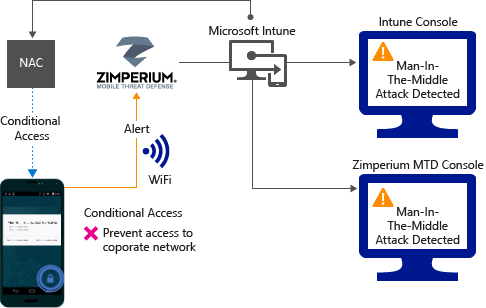 Intune Console
Microsoft Intune
NAC
ZIMPERIUM.
MOBILE THREAT DEFENSE
Man-In-
The-Middle
Attack Detected
Conditional
Access
Alert
WiFi
Zimperium MTD Console
Man-In-
The-Middle
Attack Detected
Conditional Access
Prevent access to
coporate network